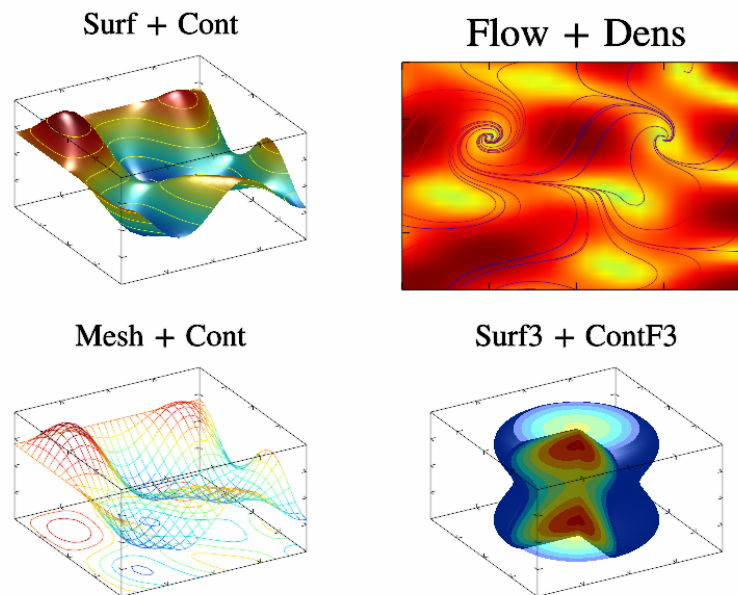 Surf + Cont
Flow + Dens
Mesh + Cont
Surf3 + ContF3